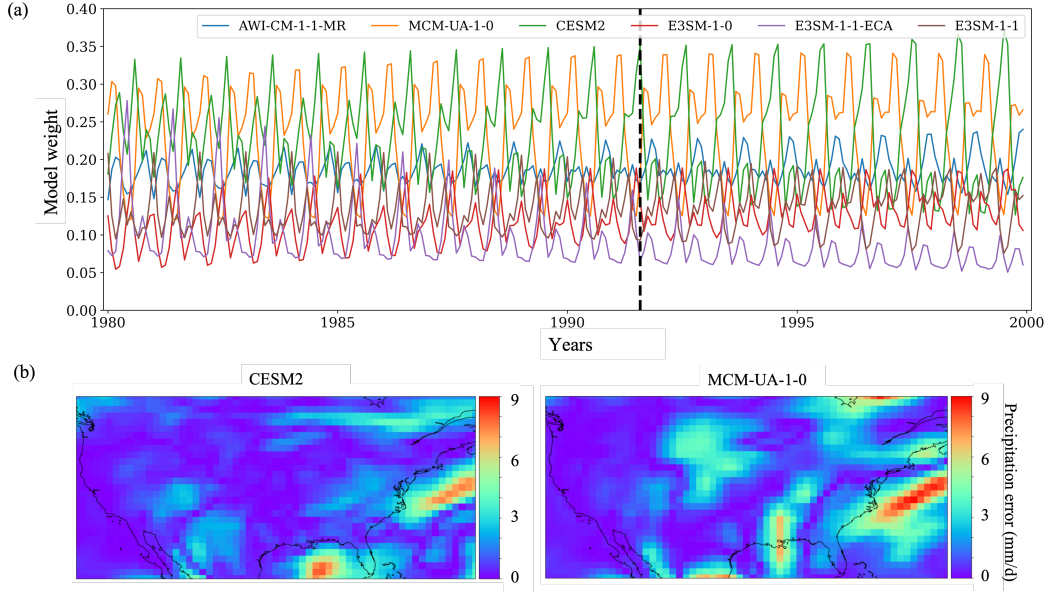 (a)
0.40
0.35
0.30
0.25
0.20
0.15
0.10
0.05
0.00
Model weight
AWI-CM-1-1-MR MCM-UA-1-0 CESM2 E3SM-1-0 E3SM-1-1-ECA E3SM-1-1
1980 1985 1990 1995 2000
Years
(b)
CESM2 MCM-UA-1-0
9
6
3
0
9
6
3
0
Precipitation error (mm/d)